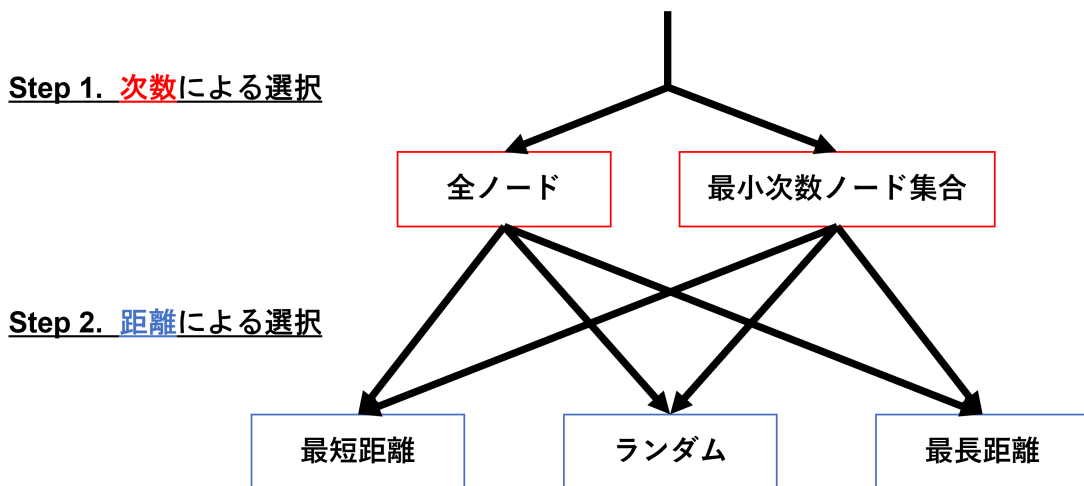 Step 1. 次数による選択
全ノード
最小次数ノード集合
Step 2. 距離による選択
最短距離
ランダム
最長距離